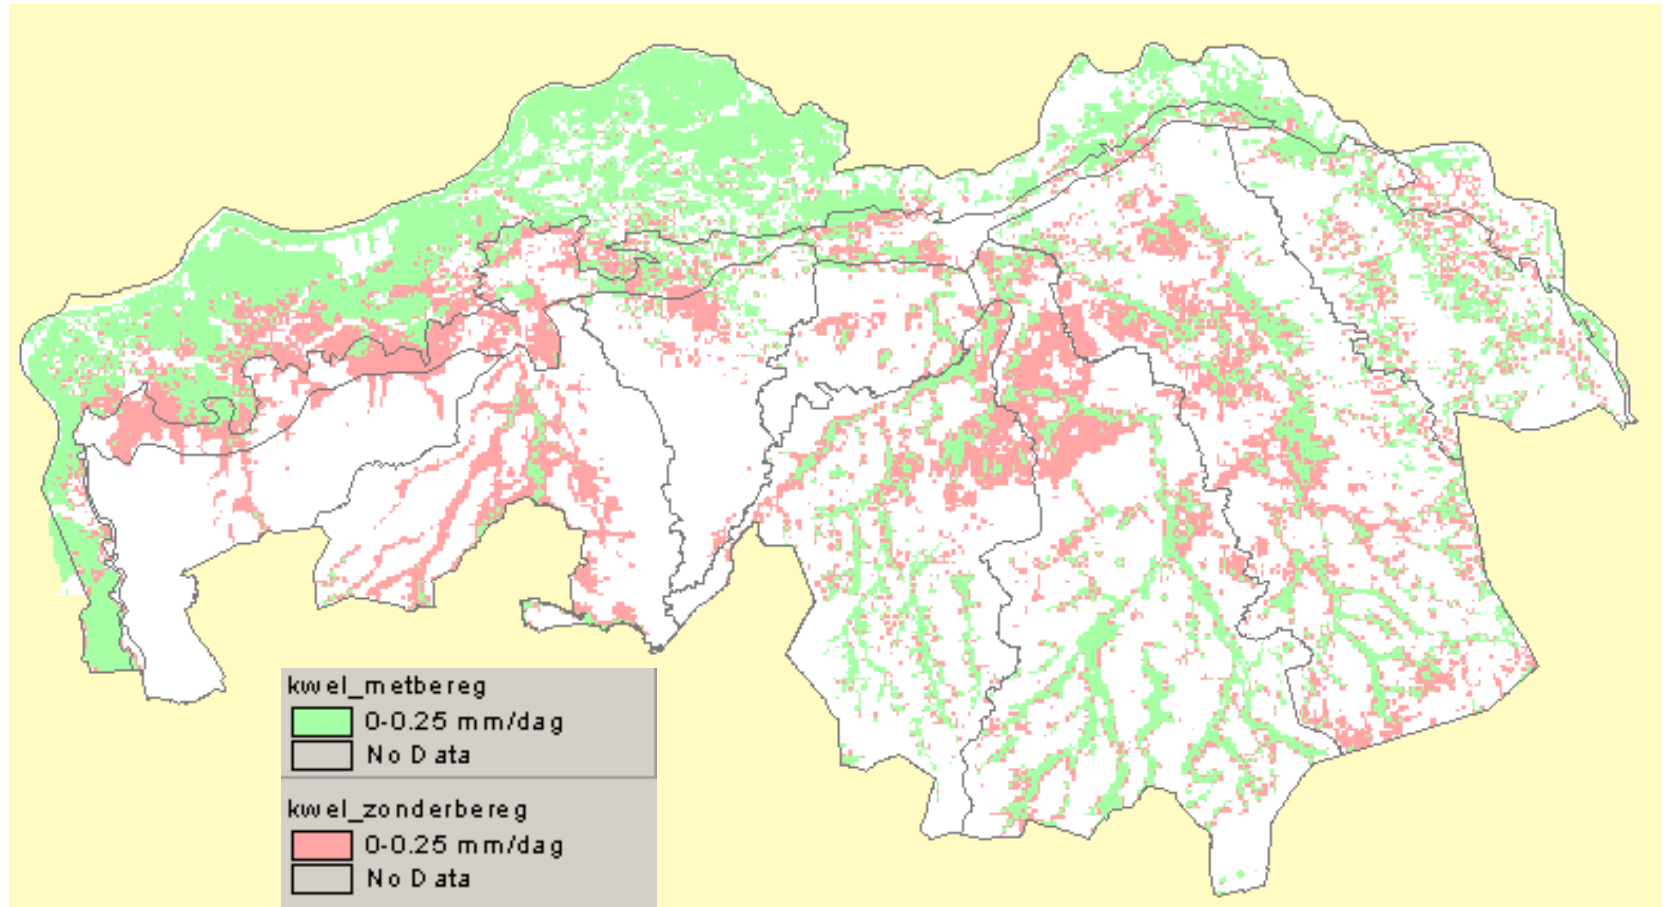 kwel_metbereg
0-0.25 mm/dag
No Data
kwel_zonderbereg
0-0.25 mm/dag
No Data